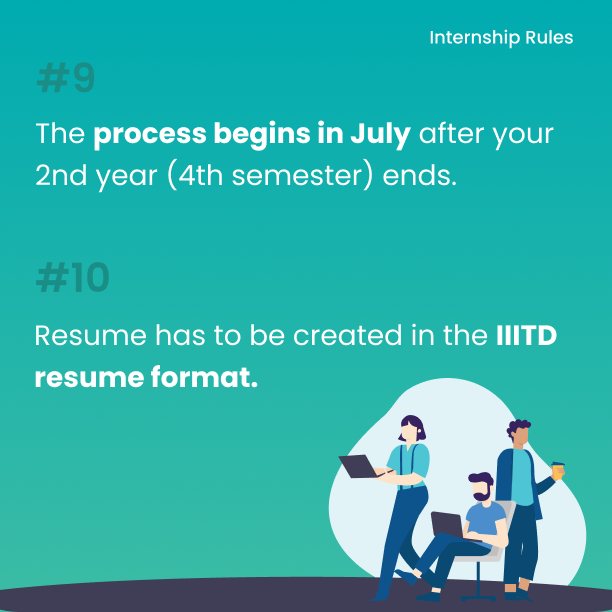 Internship Rules
#9
The process begins in July after your
2nd year (4th semester) ends.
#10
Resume has to be created in the IIITD
resume format.